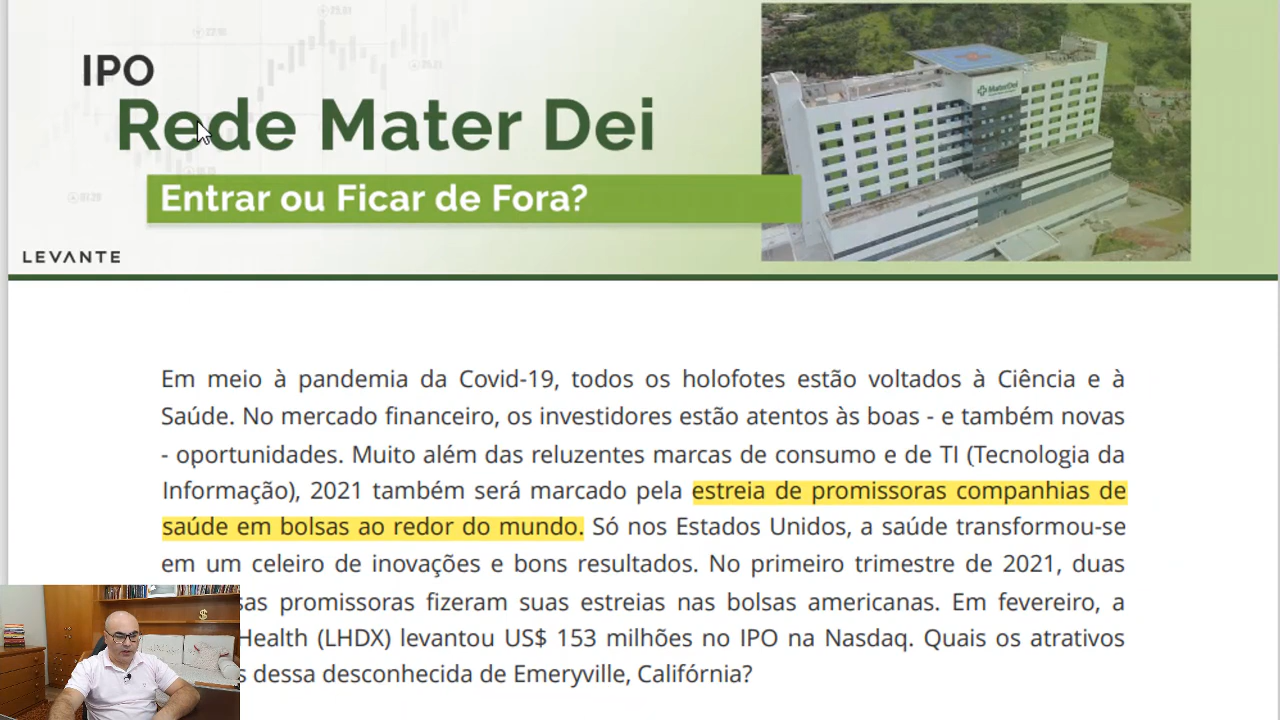 IPO
Rede Mater Dei
Entrar ou Ficar de Fora?
LEVANTE
MaterDei
Em meio à pandemia da Covid-19, todos os holofotes estão voltados à Ciência e à
Saúde. No mercado financeiro, os investidores estão atentos às boas - e também novas
- oportunidades. Muito além das reluzentes marcas de consumo e de TI (Tecnologia da
Informação), 2021 também será marcado pela estreia de promissoras companhias de
saúde em bolsas ao redor do mundo. Só nos Estados Unidos, a saúde transformou-se
em um celeiro de inovações e bons resultados. No primeiro trimestre de 2021, duas
sas promissoras fizeram suas estreias nas bolsas americanas. Em fevereiro, a
Health (LHDX) levantou US$ 153 milhões no IPO na Nasdaq. Quais os atrativos
s dessa desconhecida de Emeryville, Califórnia?